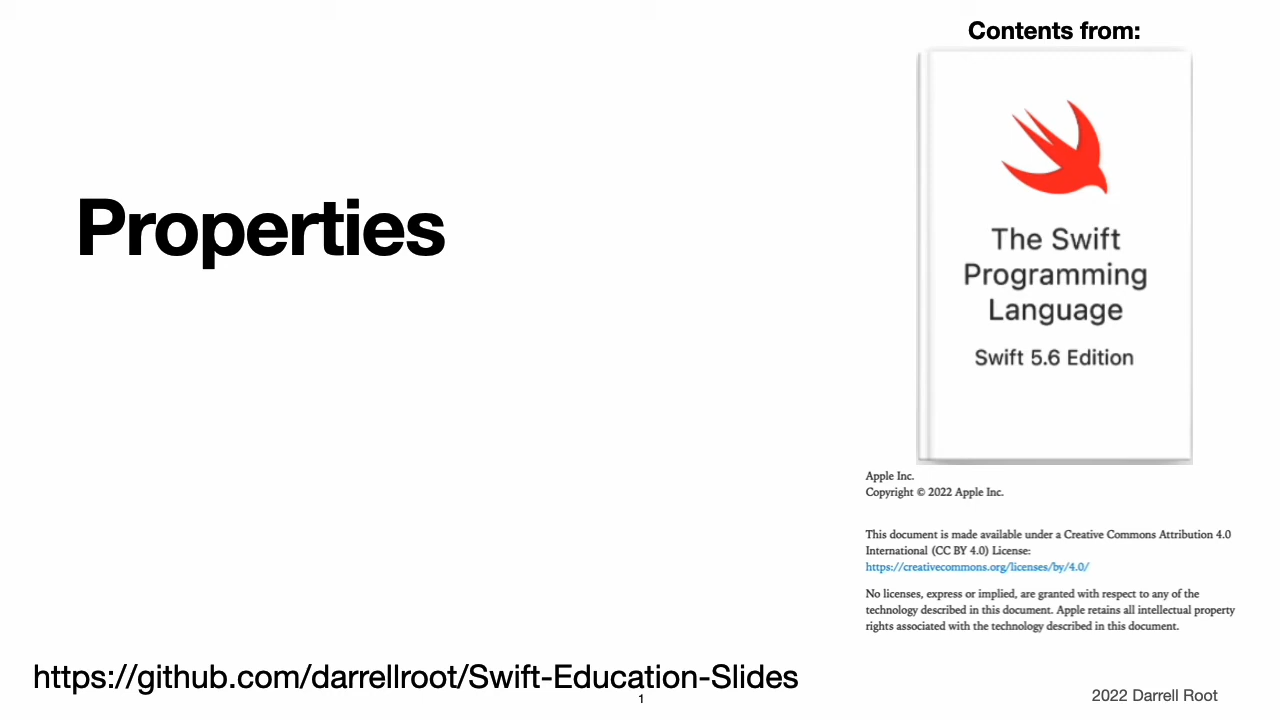 Contents from:
Properties
The Swift
Programming
Language
Swift 5.6 Edition
Apple Inc.
Copyright © 2022 Apple Inc.
This document is made available under a Creative Commons Attribution 4.0
International (CC BY 4.0) License:
https://creativecommons.org/licenses/by/4.0/
No licenses, express or implied, are granted with respect to any of the
technology described in this document. Apple retains all intellectual property
rights associated with the technology described in this document.
https://github.com/darrellroot/Swift-Education-Slides
1
2022 Darrell Root